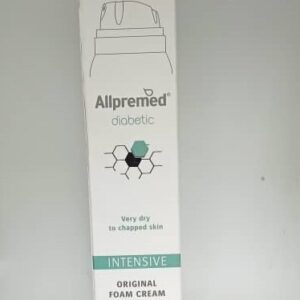 Allpremed®
diabetic
Very dry
to chapped skin
INTENSIVE
ORIGINAL
FOAM CREAM